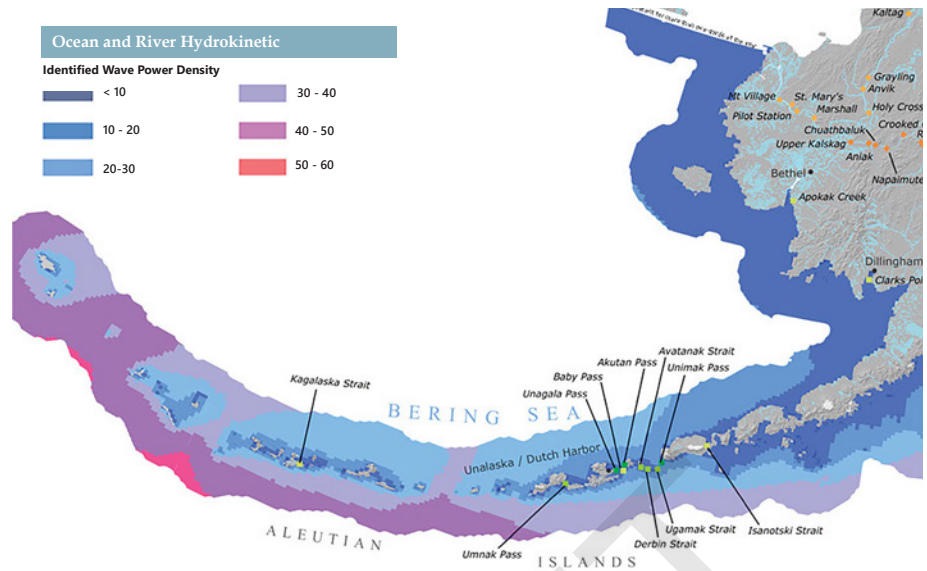 Ocean and River Hydrokinetic
Identified Wave Power Density
< 10
30 - 40
10 - 20
40 - 50
20-30
50 - 60
Kaltag
Grayling
Anvik
Mt Village
St. Mary's
Marshall
Holy Cross
Pilot Station
Chuathbaluk
Crooked
Upper Kalskag
Aniak
Napaimute
Bethel
Apokak Creek
Dillingham
Clarks Poi
Avatanak Strait
Akutan Pass
Unimak Pass
Baby Pass
Kagalaska Strait
Unagala Pass
BERING SEA
Unalaska / Dutch Harbor
Ugamak Strait
Isanotski Strait
ALEUTIAN
Derbin Strait
Umnak Pass
ISLANDS